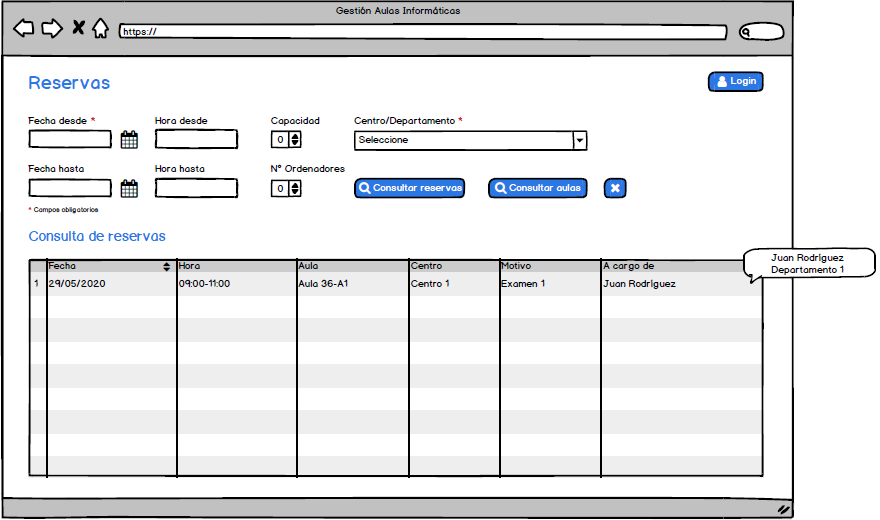 Gestión Aulas Informáticas
https://
Reservas
Login
Fecha desde *
Hora desde
Capacidad
Centro/Departamento *
0
Seleccione
Fecha hasta
Hora hasta
Nº Ordenadores
0
Consultar reservas
Consultar aulas
* Campos obligatorios
Consulta de reservas
Fecha Hora Aula Centro Motivo A cargo de
1 29/05/2020 09:00-11:00 Aula 36-A1 Centro 1 Examen 1 Juan Rodríguez
Juan Rodríguez
Departamento 1